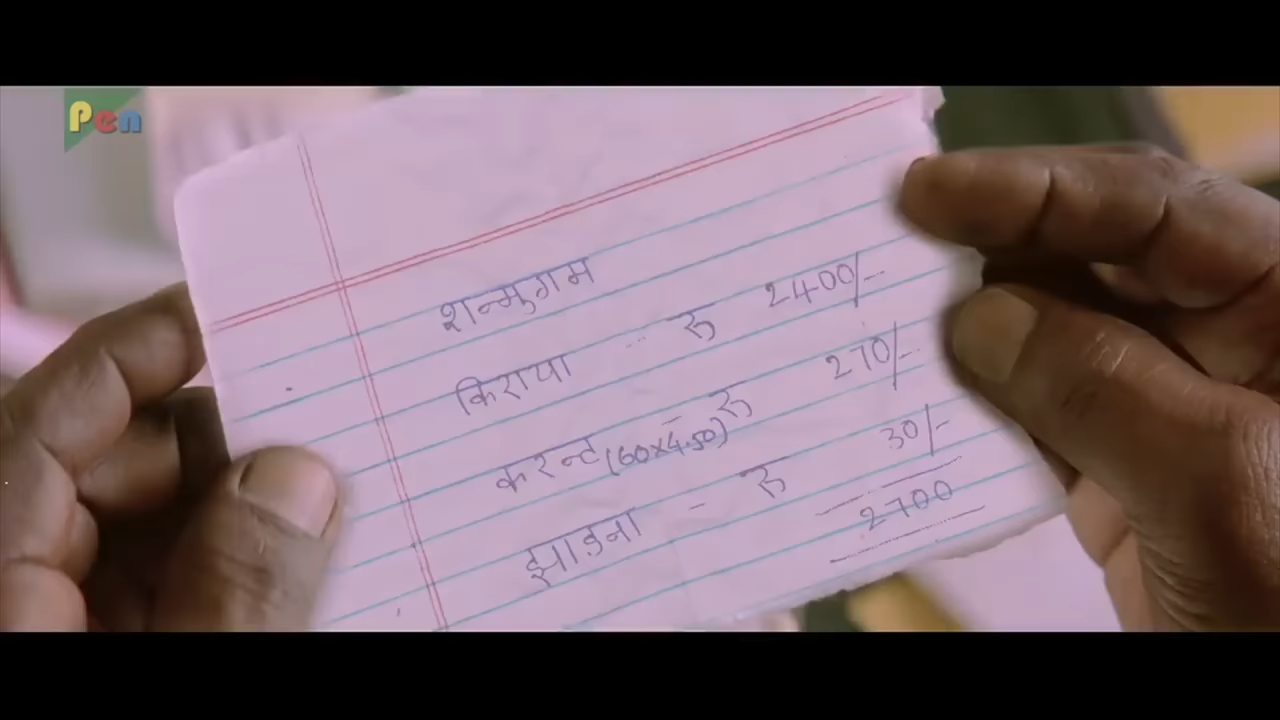 Pen
शन्मुगम
किराया -- रु 2400/-
करन्ट (60x4.50) - रु 270/-
झाडना - रु 30/-
2700